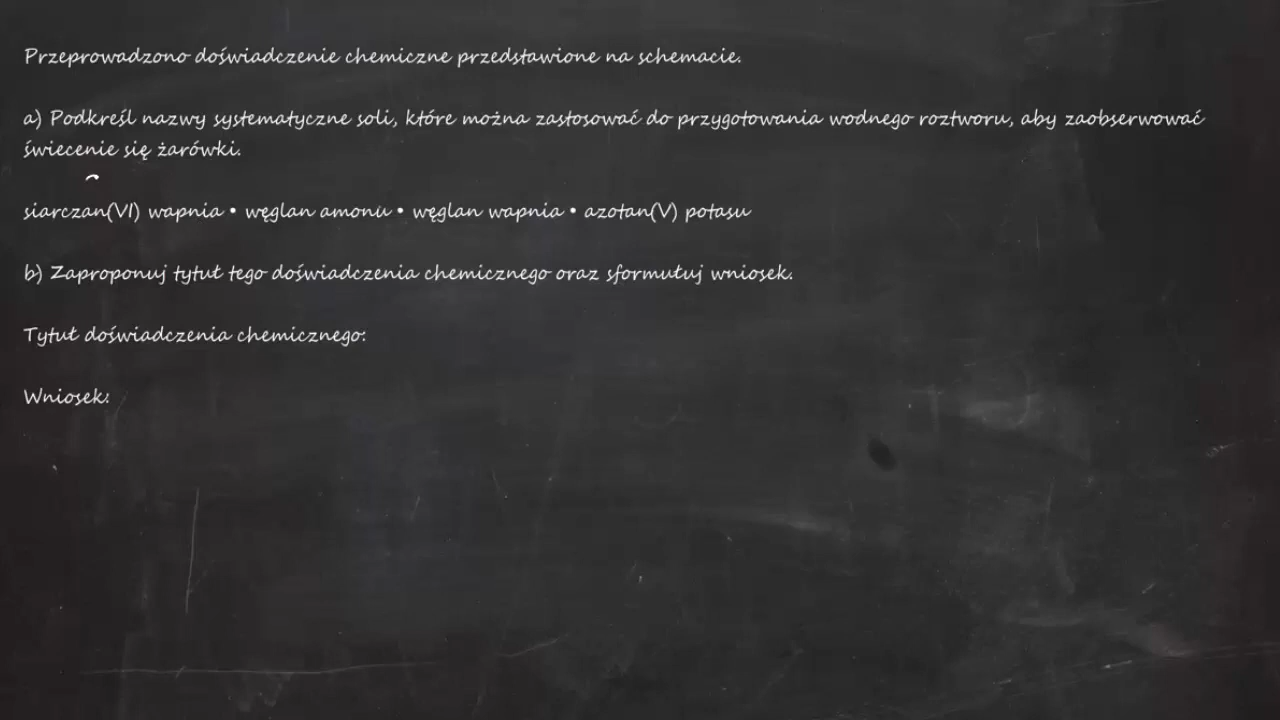 Przeprowadzono doświadczenie chemiczne przedstawione na schemacie.
a) Podkreśl nazwy systematyczne soli, które można zastosować do przygotowania wodnego roztworu, aby zaobserwować
świecenie się żarówki.
siarczan(VI) wapnia • węglan amonu • węglan wapnia • azotan(V) potasu
b) Zaproponuj tytuł tego doświadczenia chemicznego oraz sformułuj wniosek.
Tytuł doświadczenia chemicznego:
Wniosek: